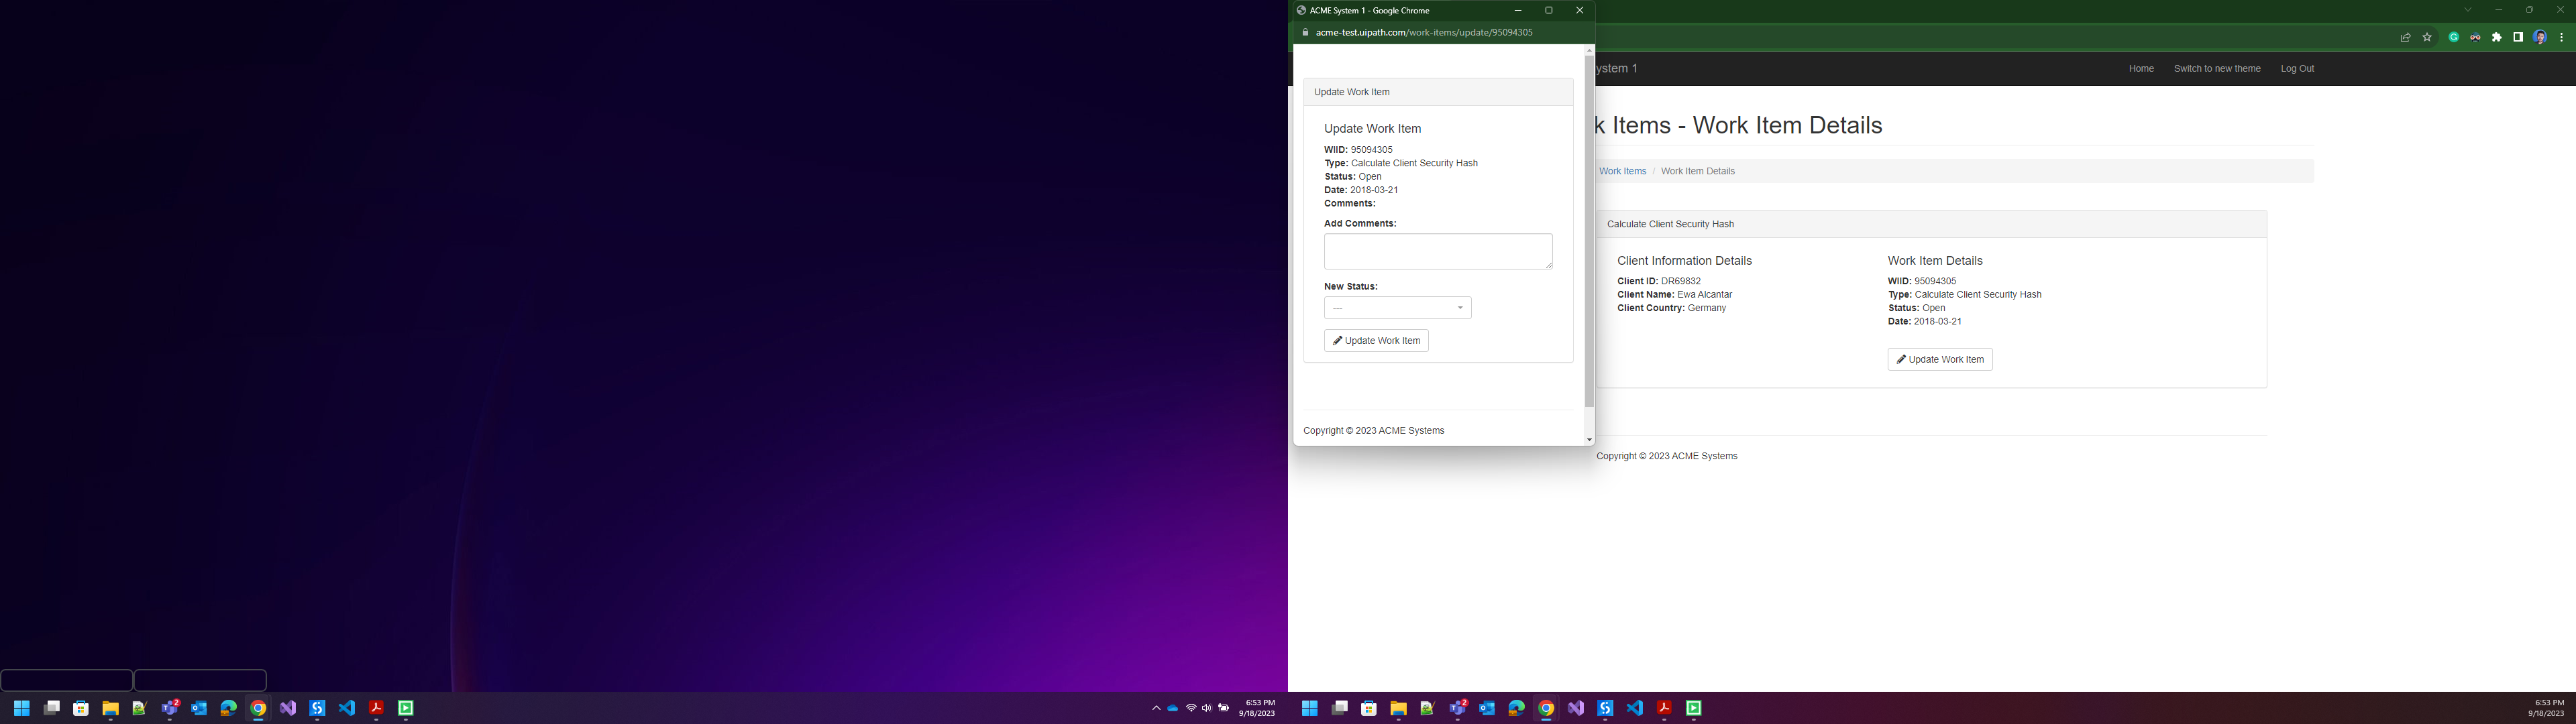 ACME System 1 - Google Chrome
acme-test.uipath.com/work-items/update/95094305
Update Work Item
Update Work Item
WIID: 95094305
Type: Calculate Client Security Hash
Status: Open
Date: 2018-03-21
Comments:
Add Comments:
New Status:
---
Update Work Item
Copyright © 2023 ACME Systems
ystem 1
Home
Switch to new theme
Log Out
k Items - Work Item Details
Work Items / Work Item Details
Calculate Client Security Hash
Client Information Details
Client ID: DR69832
Client Name: Ewa Alcantar
Client Country: Germany
Work Item Details
WIID: 95094305
Type: Calculate Client Security Hash
Status: Open
Date: 2018-03-21
Update Work Item
Copyright © 2023 ACME Systems
2
6:53 PM
9/18/2023
2
6:53 PM
9/18/2023